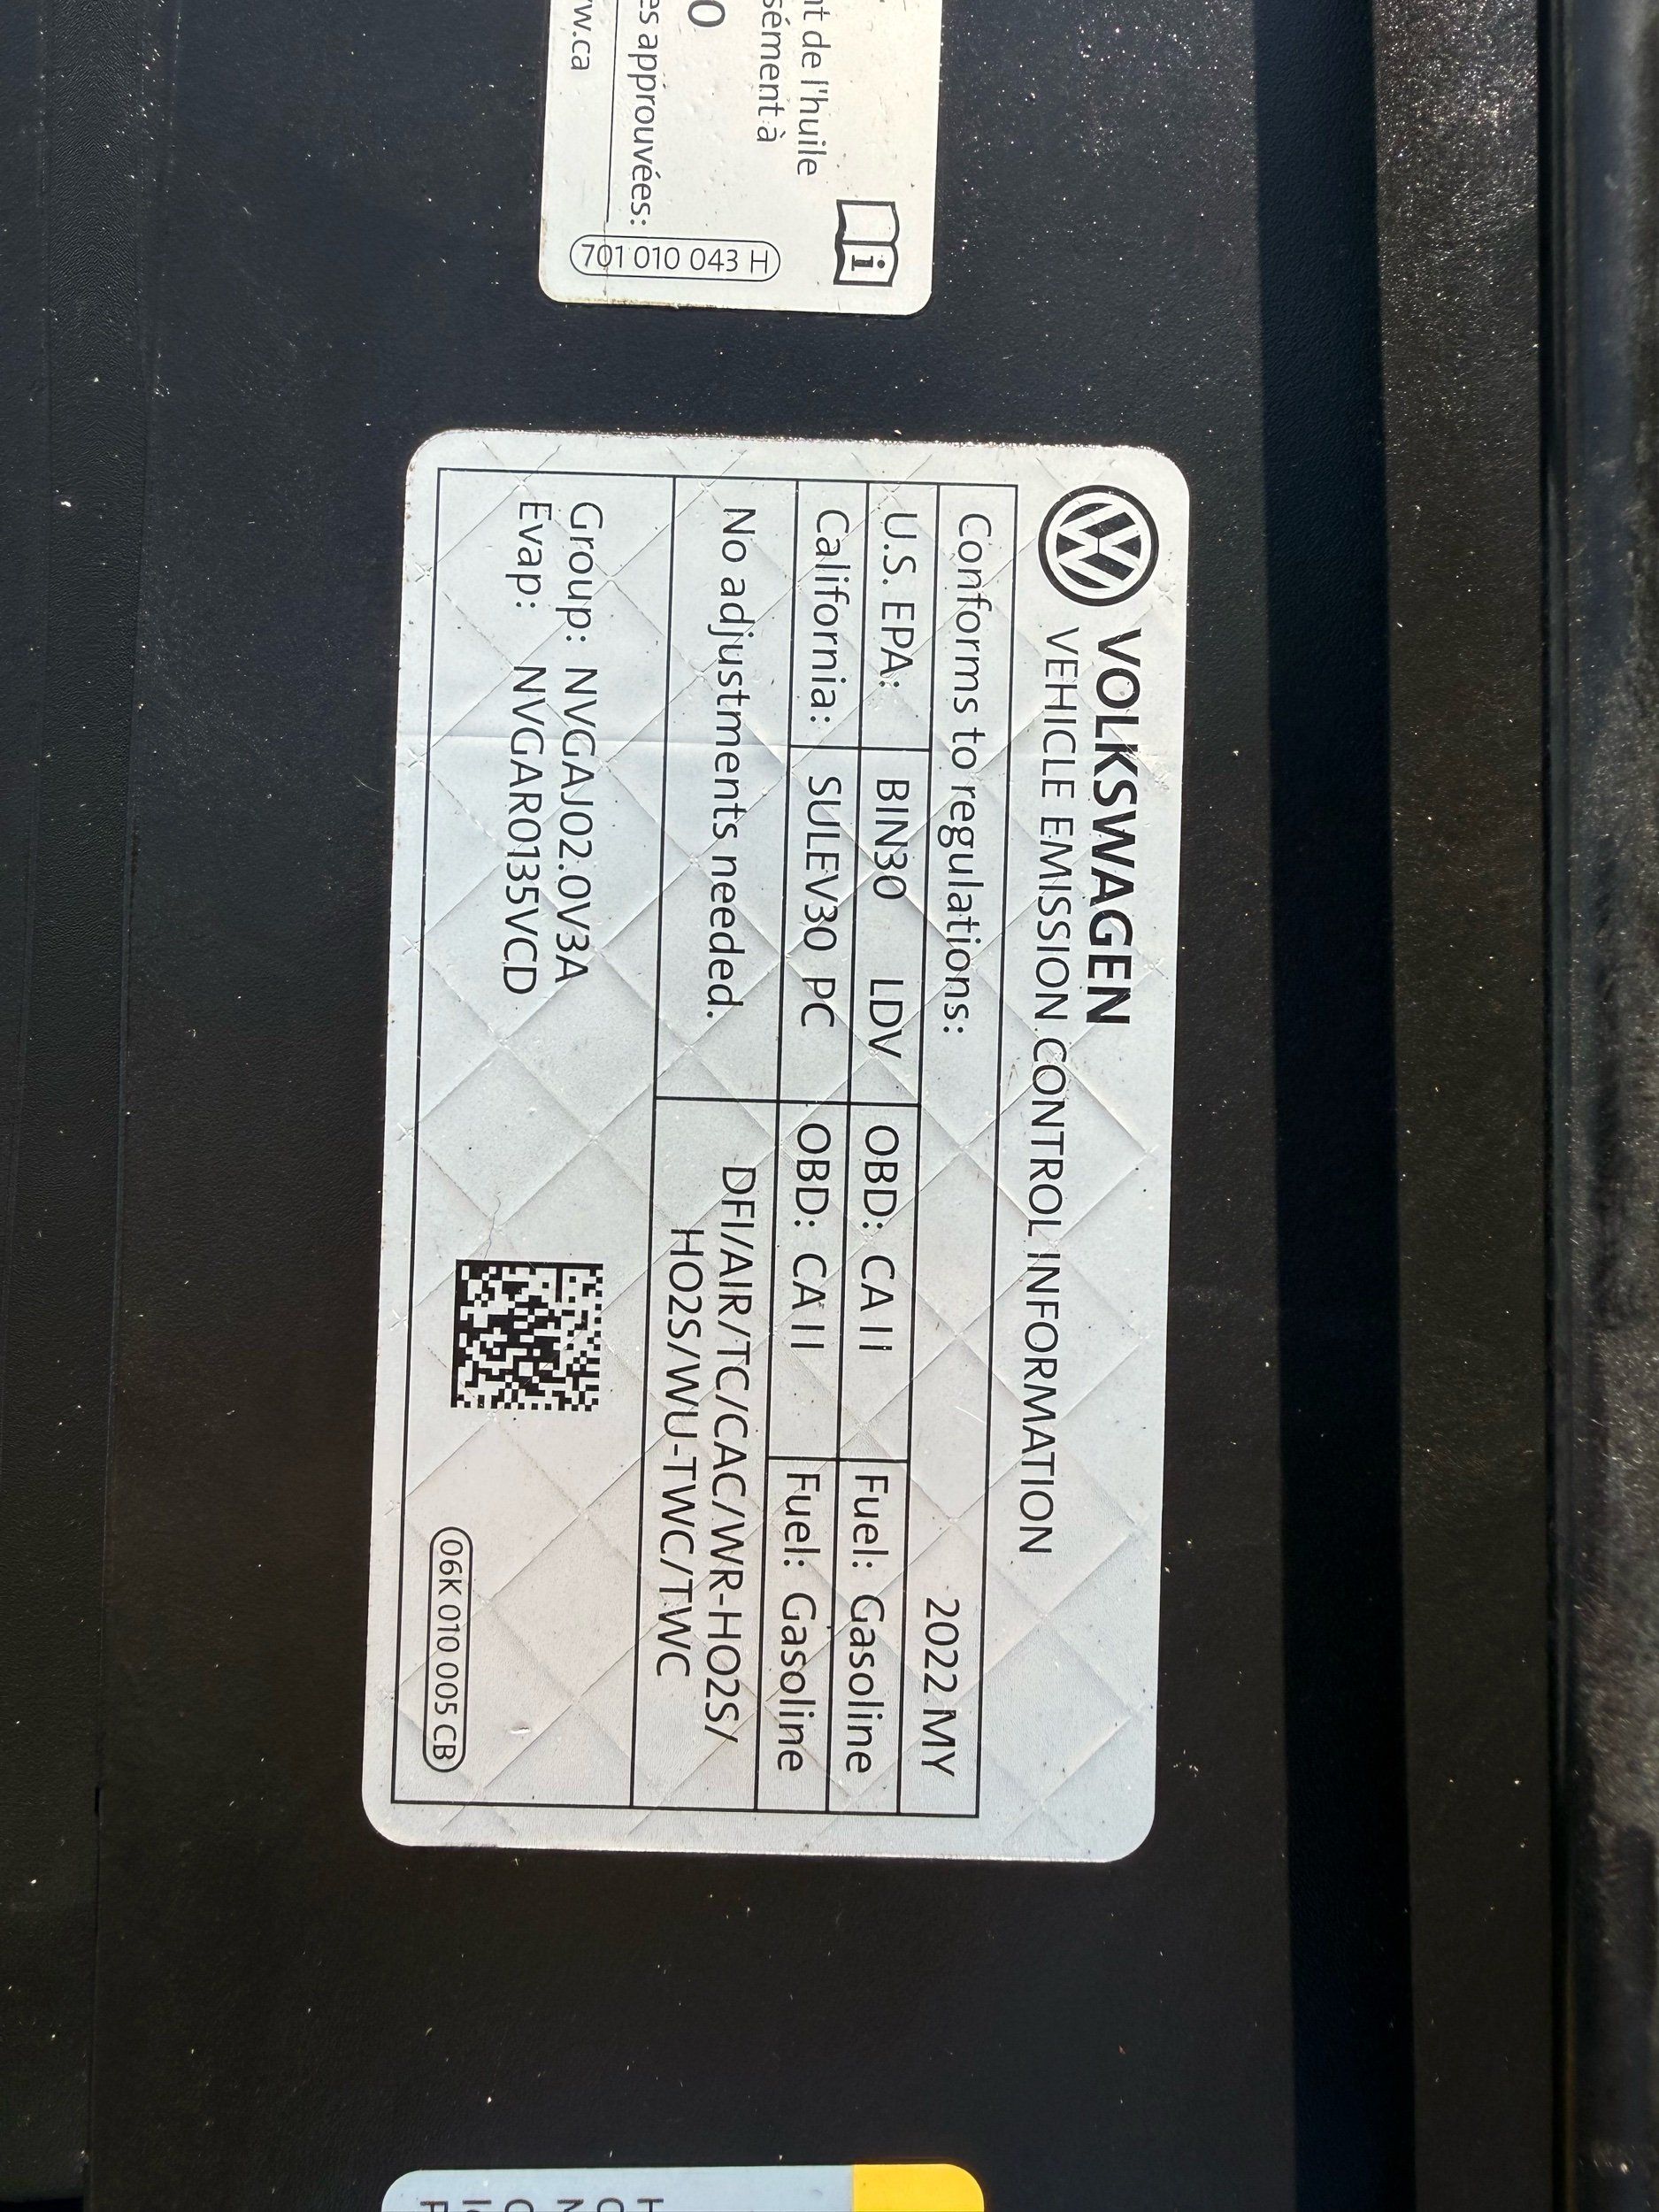 nt de l'huile
sément à
0
es approuvées:
w.ca
701 010 043 H
VOLKSWAGEN
VEHICLE EMISSION CONTROL INFORMATION
Conforms to regulations: 2022 MY
U.S. EPA: BIN30 LDV OBD: CA II Fuel: Gasoline
California: SULEV30 PC OBD: CA II Fuel: Gasoline
No adjustments needed. DFI/AIR/TC/CAC/WR-HO2S/
HO2S/WU-TWC/TWC
Group: NVGAJ02.0V3A
Evap: NVGAR0135VCD
06K 010 005 CB